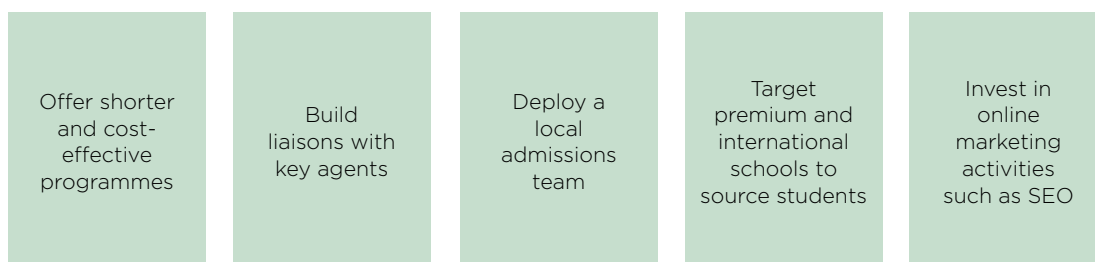 Offer shorter
and cost-
effective
programmes
Build
liaisons with
key agents
Deploy a
local
admissions
team
Target
premium and
international
schools to
source students
Invest in
online
marketing
activities
such as SEO